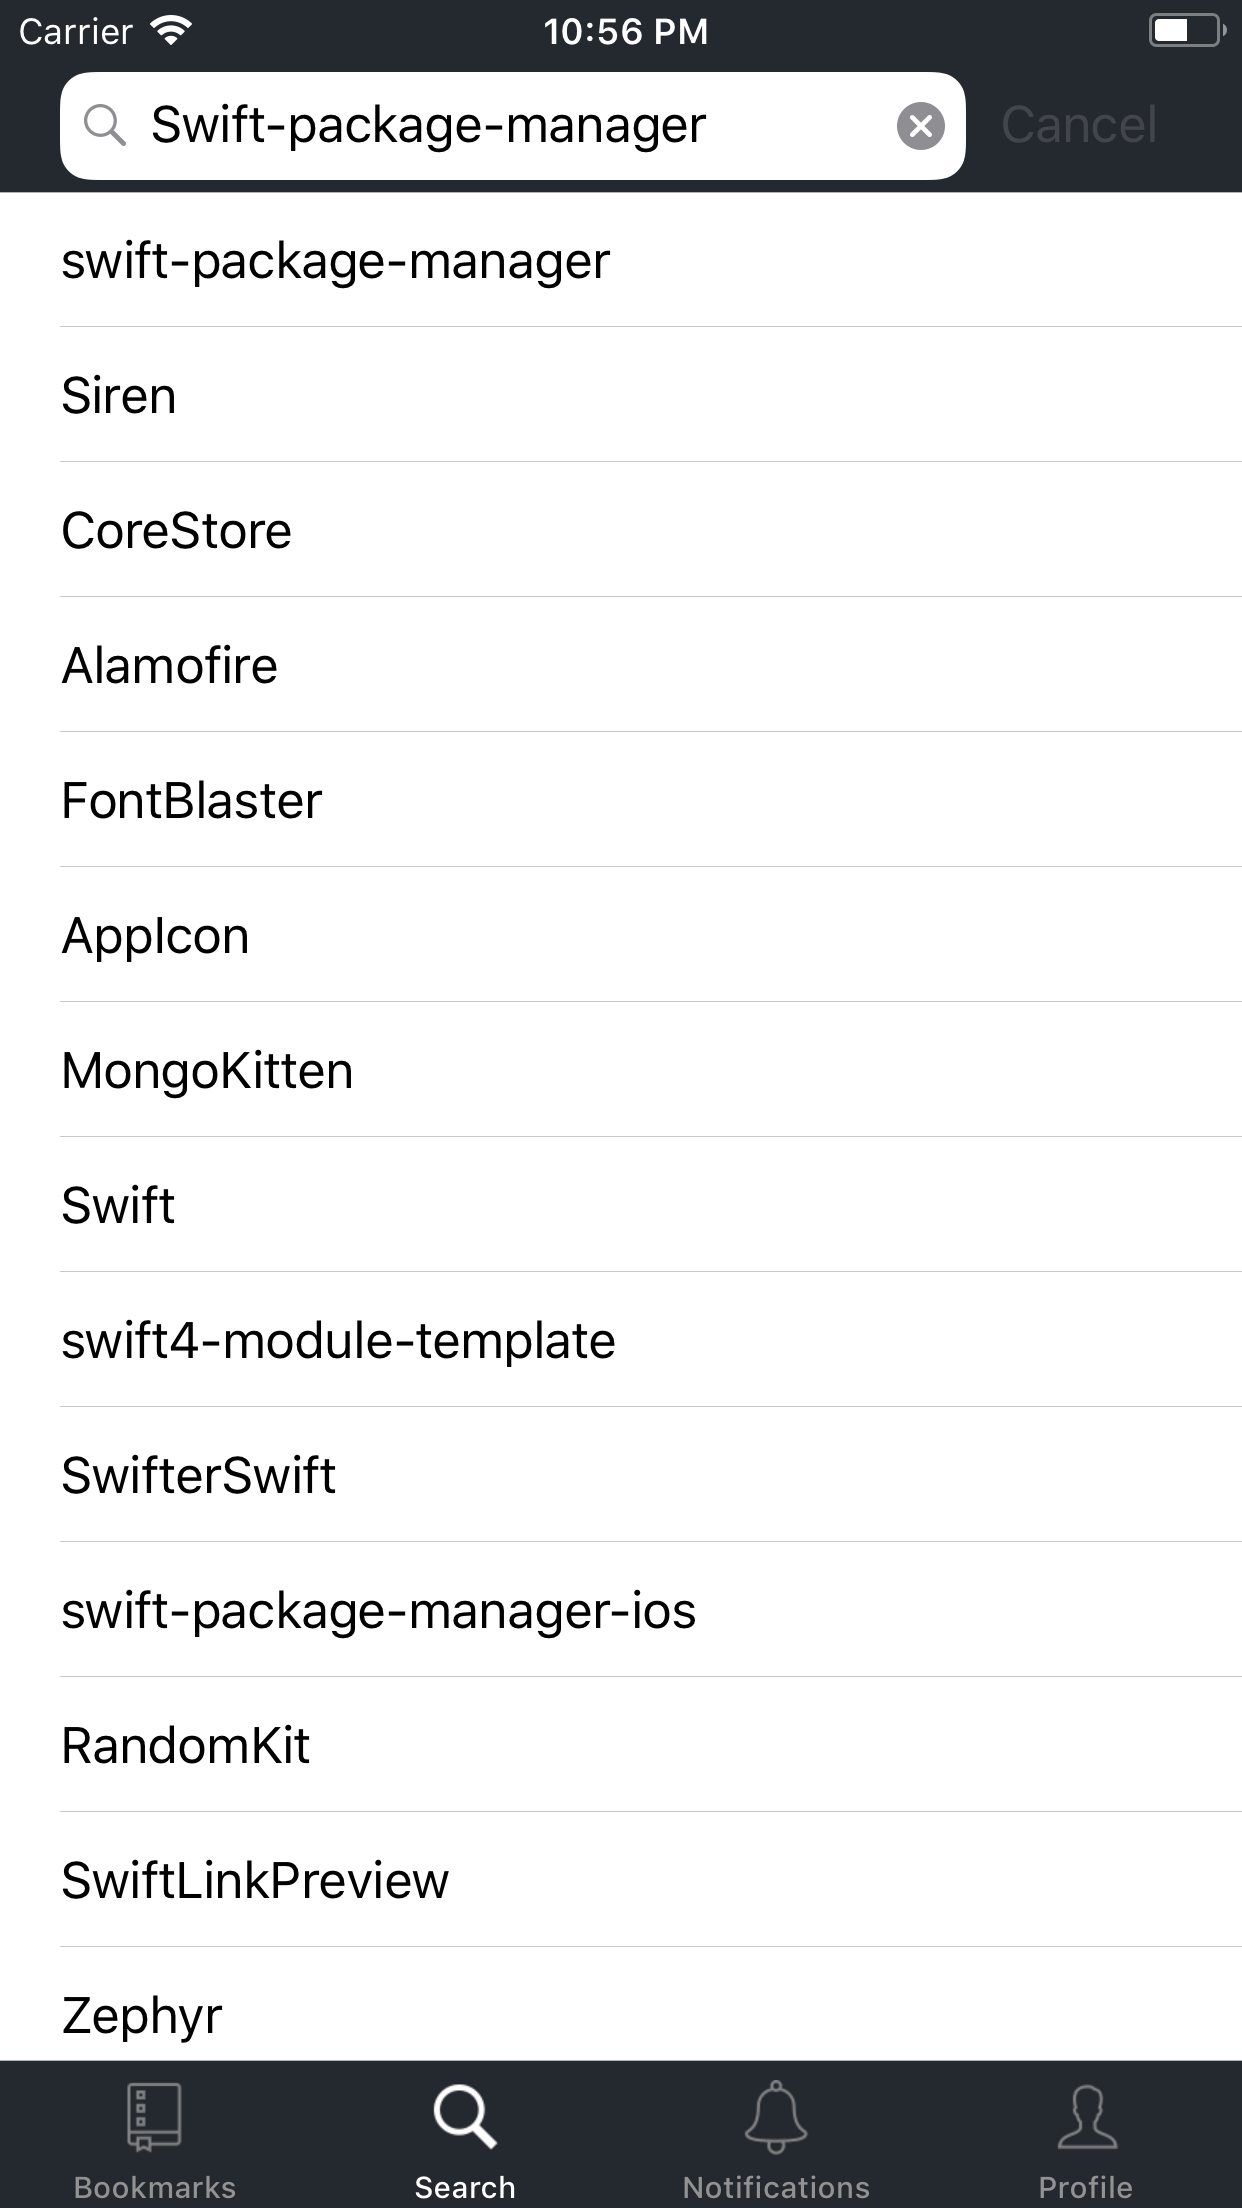 Carrier 10:56 PM
Swift-package-manager Cancel
swift-package-manager
Siren
CoreStore
Alamofire
FontBlaster
AppIcon
MongoKitten
Swift
swift4-module-template
SwifterSwift
swift-package-manager-ios
RandomKit
SwiftLinkPreview
Zephyr
Bookmarks Search Notifications Profile